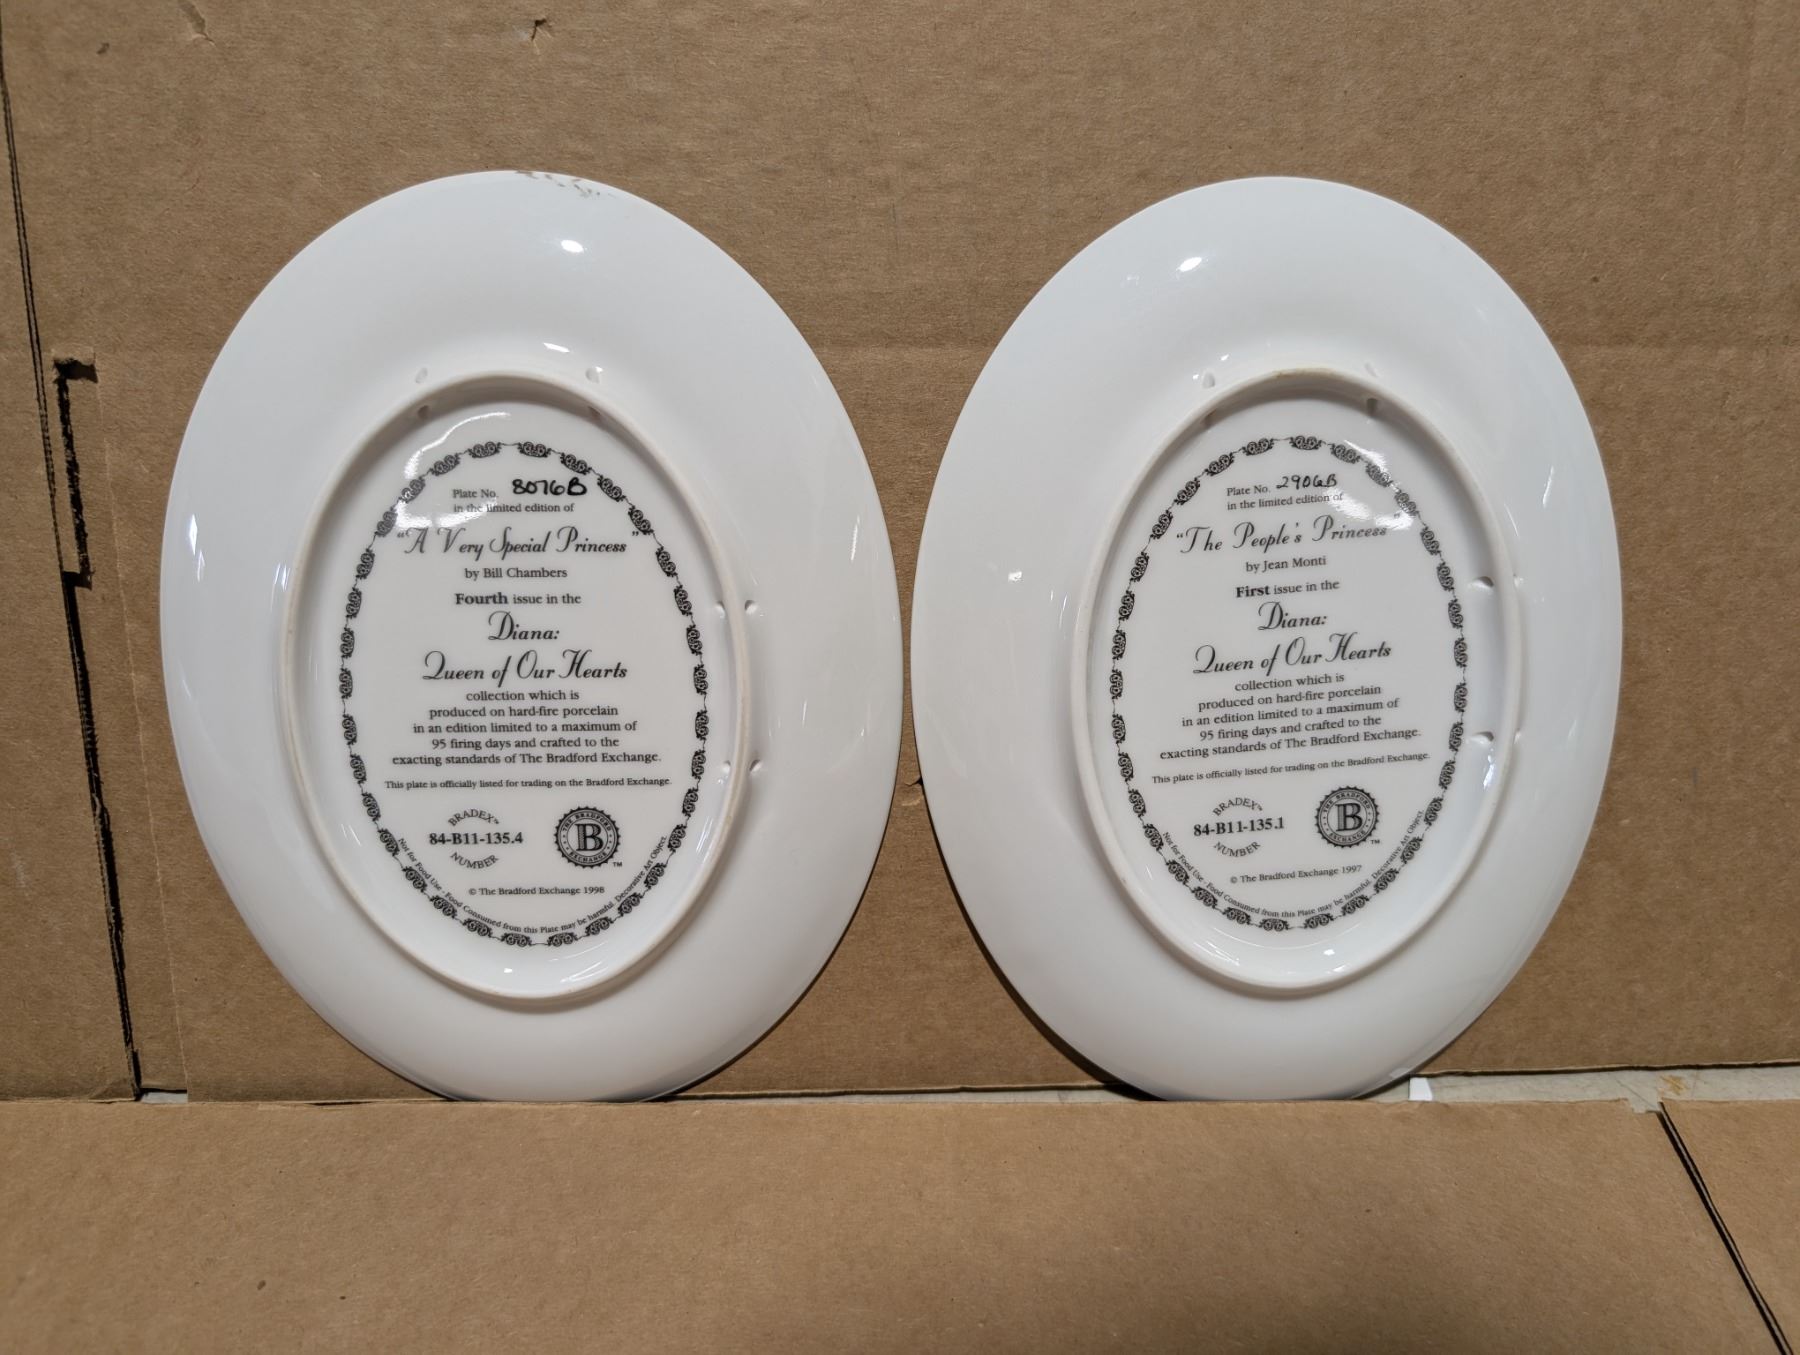 Plate No. 8076B
in the limited edition of
"A Very Special Princess"
by Bill Chambers
Fourth issue in the
Diana:
Queen of Our Hearts
collection which is
produced on hard-fire porcelain
in an edition limited to a maximum of
95 firing days and crafted to the
exacting standards of The Bradford Exchange.
This plate is officially listed for trading on the Bradford Exchange.
BRADEX™
84-B11-135.4
NUMBER
THE BRADFORD
B
EXCHANGE
TM
© The Bradford Exchange 1998
Not for Food Use - Food Consumed from this Plate may be harmful. Decorative Art Object.
Plate No. 2906B
in the limited edition of
"The People's Princess"
by Jean Monti
First issue in the
Diana:
Queen of Our Hearts
collection which is
produced on hard-fire porcelain
in an edition limited to a maximum of
95 firing days and crafted to the
exacting standards of The Bradford Exchange.
This plate is officially listed for trading on the Bradford Exchange.
BRADEX™
84-B11-135.1
NUMBER
THE BRADFORD
B
EXCHANGE
TM
© The Bradford Exchange 1997
Not for Food Use - Food Consumed from this Plate may be harmful. Decorative Art Object.